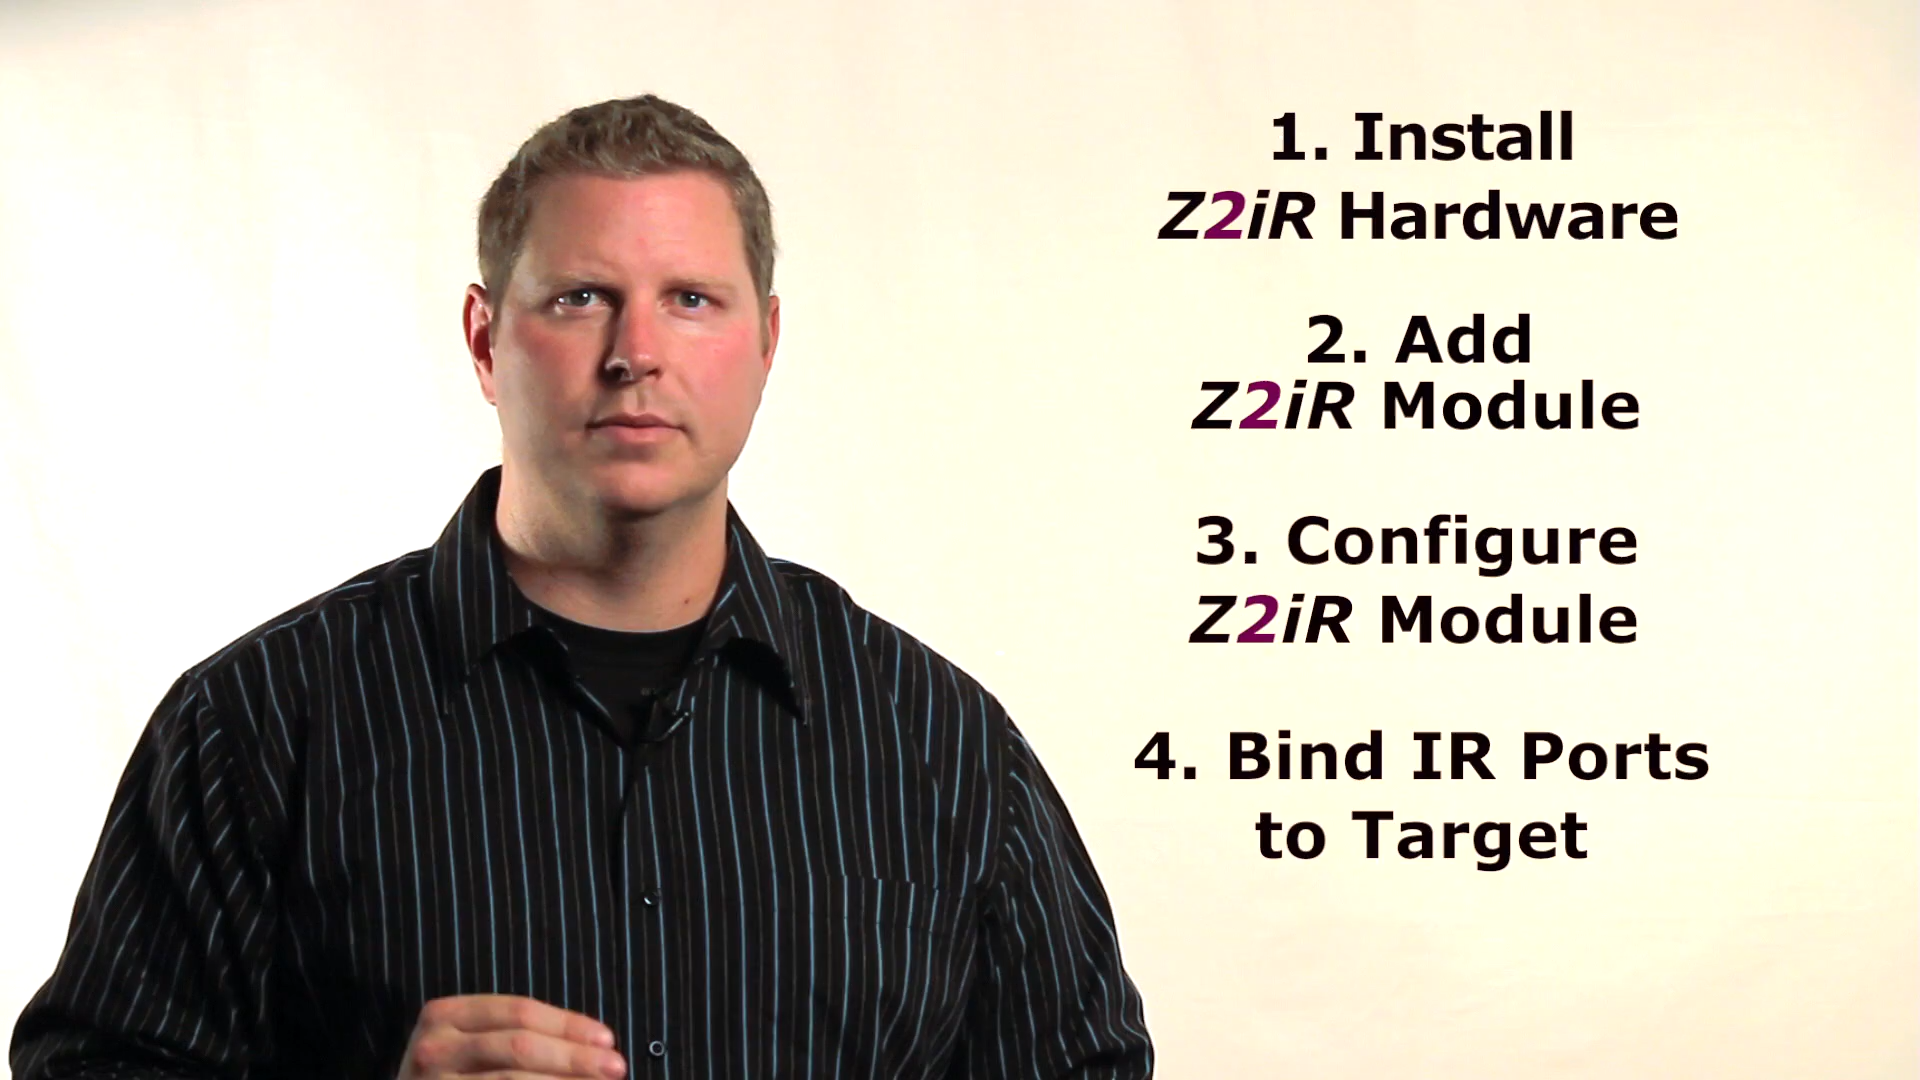 1. Install
Z2iR Hardware
2. Add
Z2iR Module
3. Configure
Z2iR Module
4. Bind IR Ports
to Target